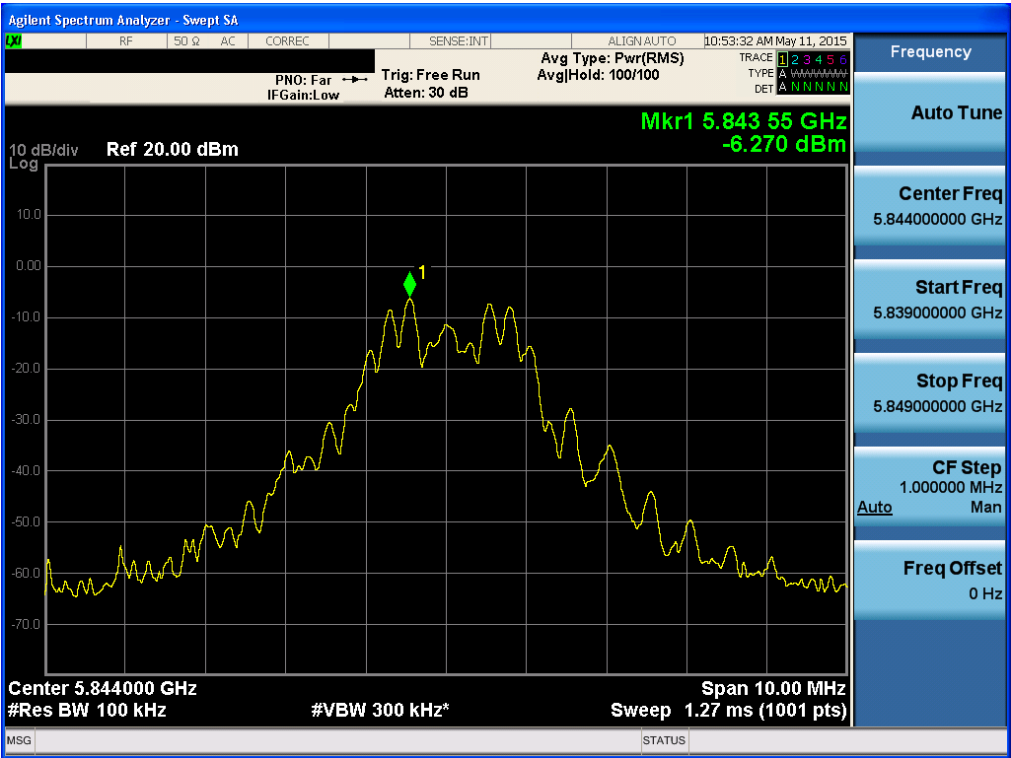 Agilent Spectrum Analyzer - Swept SA
LXI RF 50 Ω AC CORREC SENSE:INT ALIGN AUTO 10:53:32 AM May 11, 2015
PNO: Far Trig: Free Run Avg Type: Pwr(RMS) TRACE 1 2 3 4 5 6
IFGain:Low Atten: 30 dB Avg|Hold: 100/100 TYPE A WWWWW
DET A N N N N N
Mkr1 5.843 55 GHz
-6.270 dBm
10 dB/div Ref 20.00 dBm
Log
10.0
0.00
-10.0
-20.0
-30.0
-40.0
-50.0
-60.0
-70.0
1
Center 5.844000 GHz Span 10.00 MHz
#Res BW 100 kHz #VBW 300 kHz* Sweep 1.27 ms (1001 pts)
MSG STATUS
Frequency
Auto Tune
Center Freq
5.844000000 GHz
Start Freq
5.839000000 GHz
Stop Freq
5.849000000 GHz
CF Step
1.000000 MHz
Auto Man
Freq Offset
0 Hz